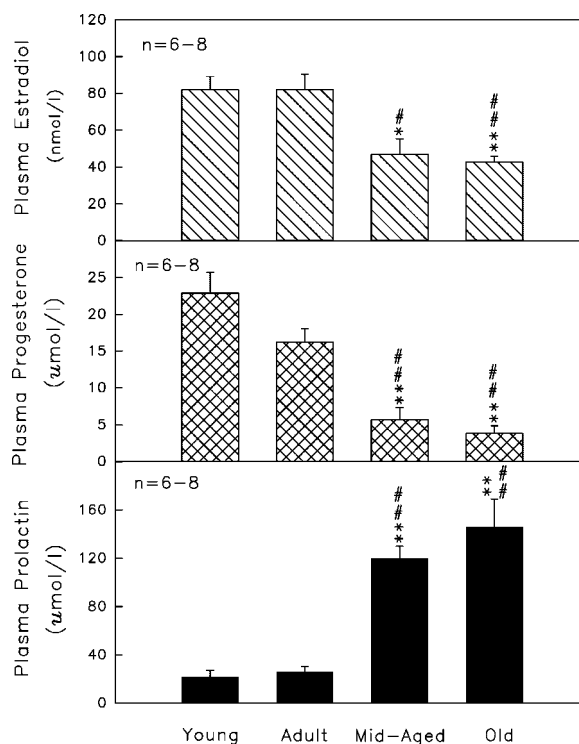 Plasma Estradiol
(nmol/l)
120
100
80
60
40
20
0
n=6-8
#*
##**
Plasma Progesterone
(umol/l)
25
20
15
10
5
0
n=6-8
##**
##**
Plasma Prolactin
(umol/l)
160
120
80
40
0
n=6-8
##**
**
##
Young Adult Mid-Aged Old